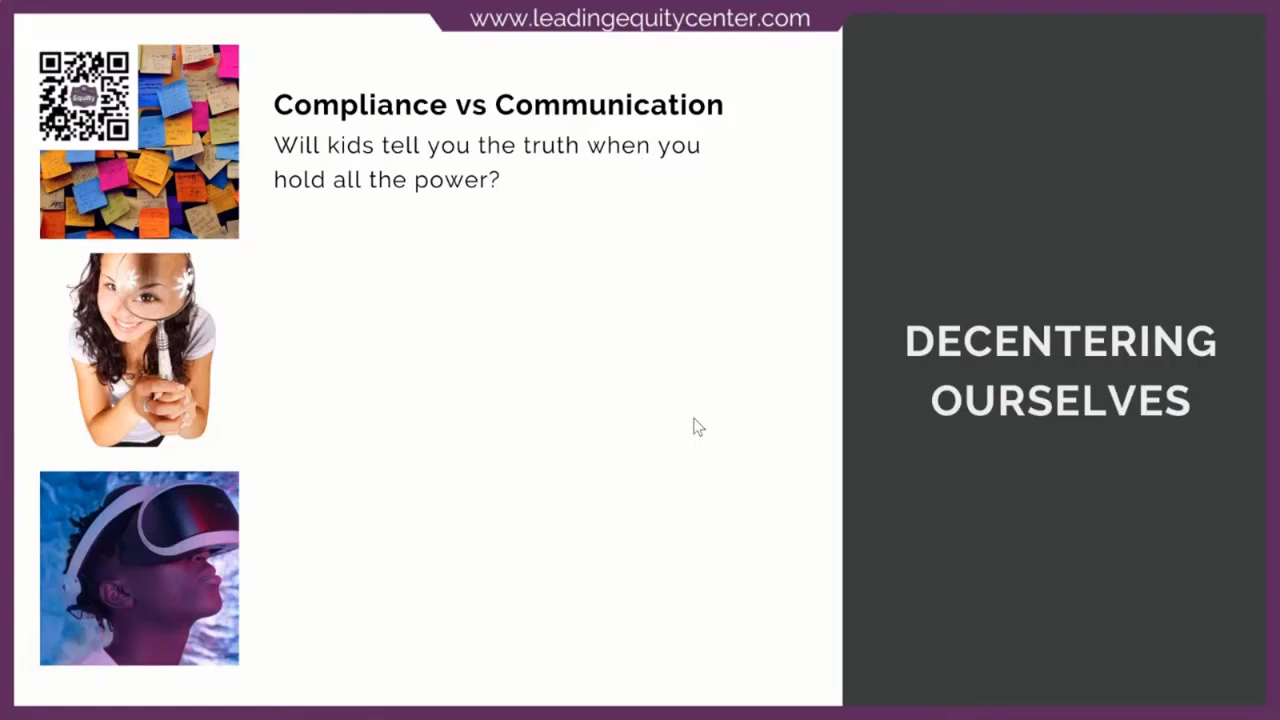 www.leadingequitycenter.com
Equity
Compliance vs Communication
Will kids tell you the truth when you
hold all the power?
DECENTERING
OURSELVES